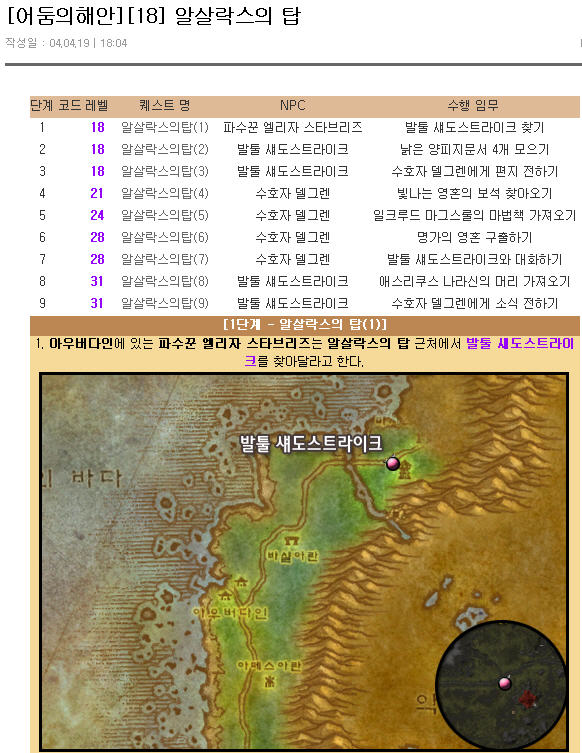 [어둠의해안][18] 알살락스의 탑
작성일 : 04.04.19 | 18:04
단계 코드 레벨 퀘스트 명 NPC 수행 임무
1 18 알살락스의탑(1) 파수꾼 엘리자 스타브리즈 발툴 섀도스트라이크 찾기
2 18 알살락스의탑(2) 발툴 섀도스트라이크 낡은 양피지문서 4개 모으기
3 18 알살락스의탑(3) 발툴 섀도스트라이크 수호자 델그렌에게 편지 전하기
4 21 알살락스의탑(4) 수호자 델그렌 빛나는 영혼의 보석 찾아오기
5 24 알살락스의탑(5) 수호자 델그렌 일크루드 마그스룰의 마법책 가져오기
6 28 알살락스의탑(6) 수호자 델그렌 명가의 영혼 구출하기
7 28 알살락스의탑(7) 수호자 델그렌 발툴 섀도스트라이크와 대화하기
8 31 알살락스의탑(8) 발툴 섀도스트라이크 애스리쿠스 나라신의 머리 가져오기
9 31 알살락스의탑(9) 발툴 섀도스트라이크 수호자 델그렌에게 소식 전하기
[1단계 - 알살락스의 탑(1)]
1. 아우버다인에 있는 파수꾼 엘리자 스타브리즈는 알살락스의 탑 근처에서 발툴 섀도스트라이
크를 찾아달라고 한다.
발툴 섀도스트라이크
바다
바샬아란
아우버다인
아메스아란